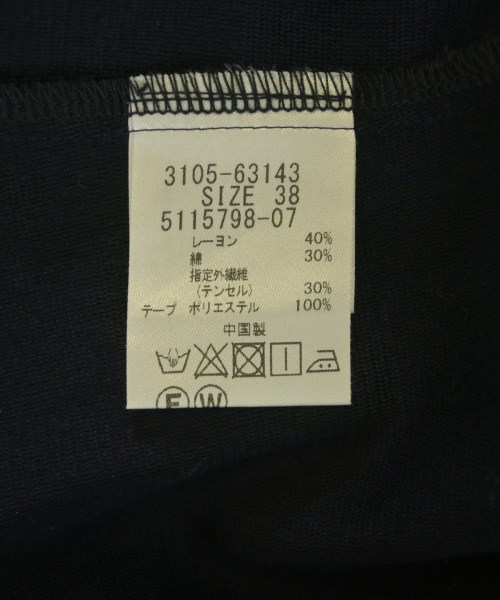 3105-63143
SIZE 38
5115798-07
レーヨン 40%
綿 30%
指定外繊維
(テンセル) 30%
テープ ポリエステル 100%
中国製
F W